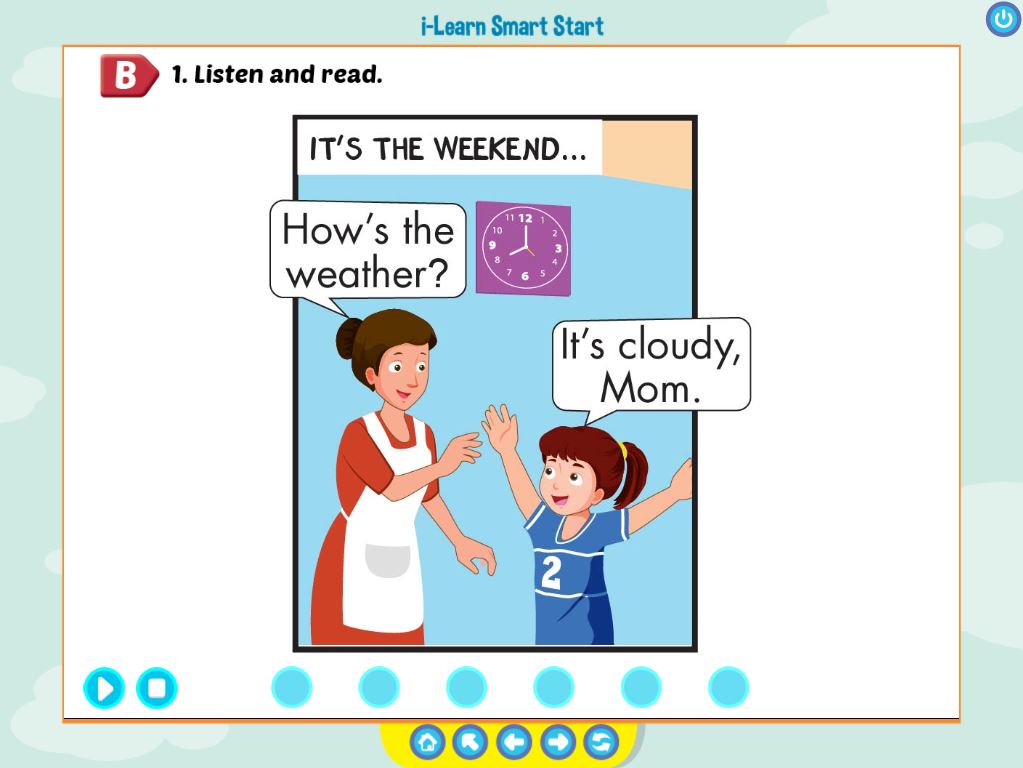 i-Learn Smart Start
B 1. Listen and read.
IT'S THE WEEKEND...
How's the
weather?
11 12 1
10 2
9 3
8 4
7 6 5
It's cloudy,
Mom.
2